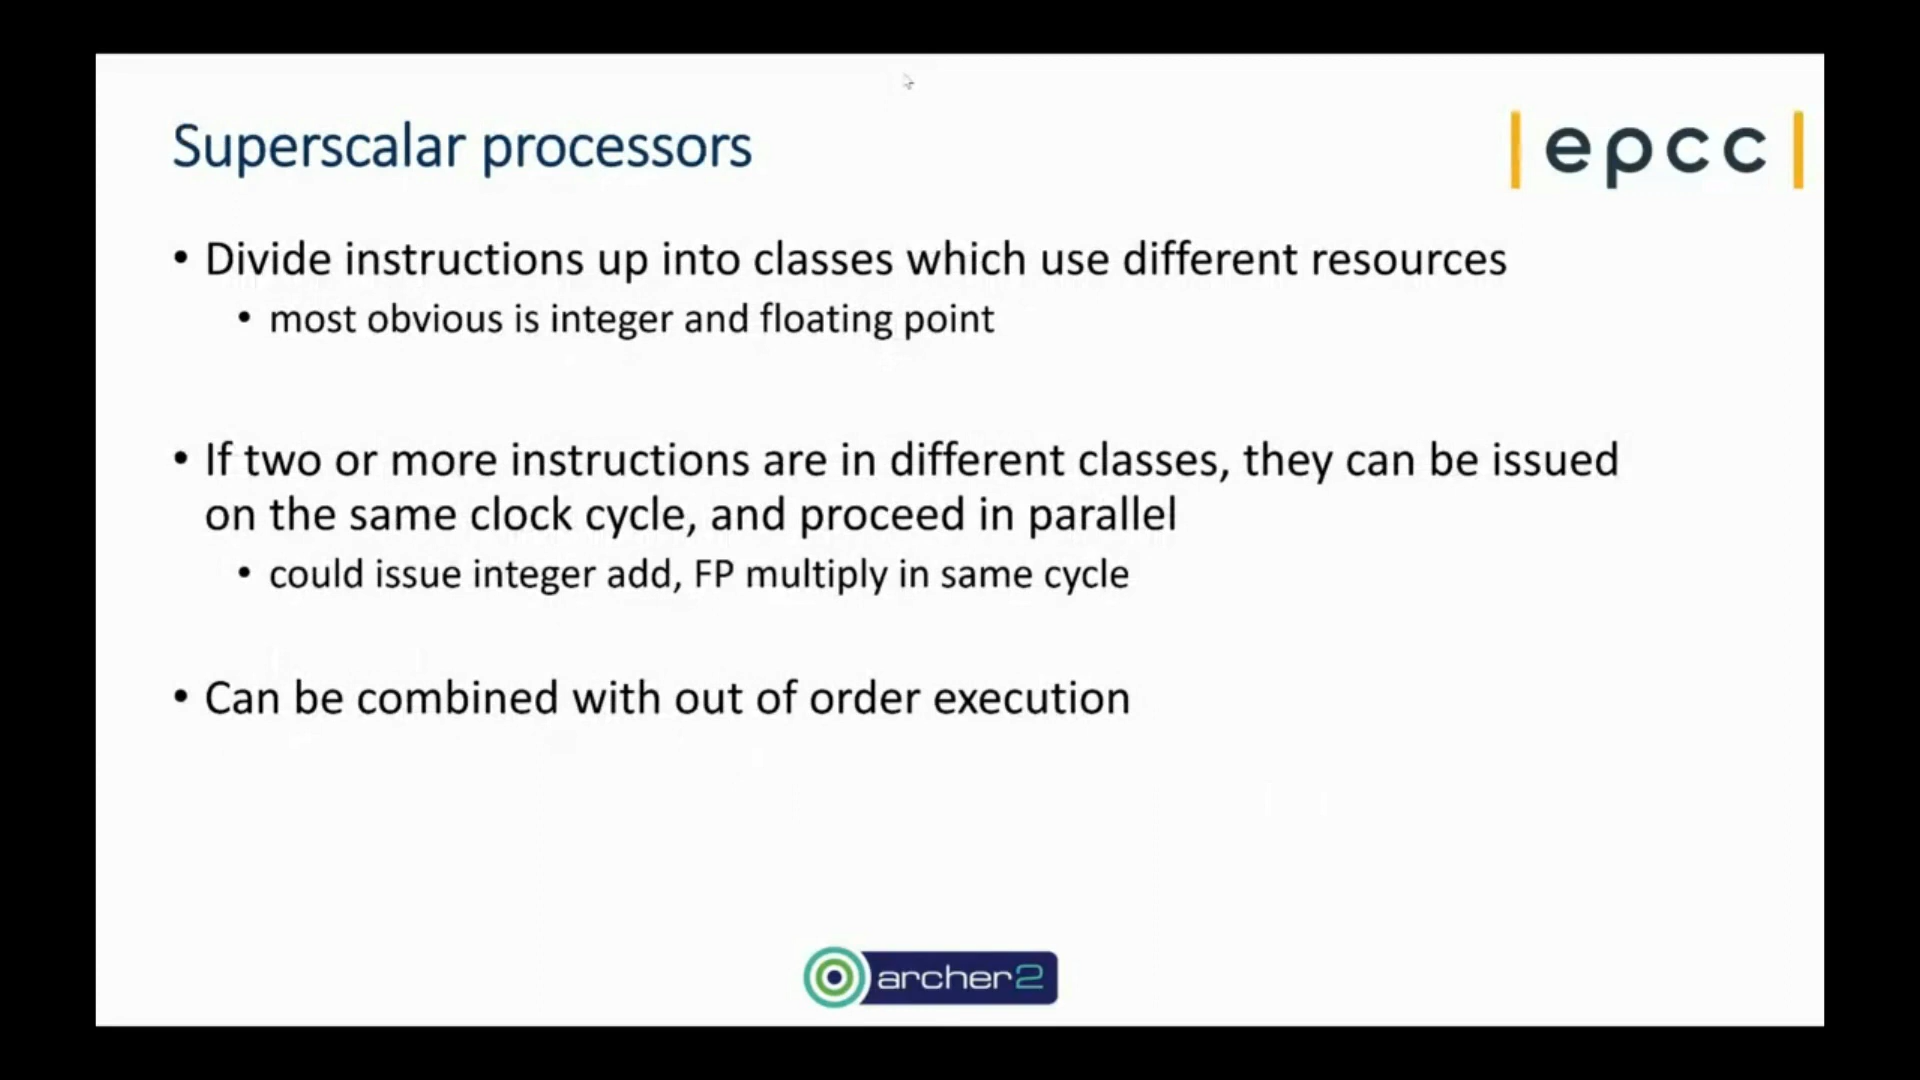 Superscalar processors
|epcc|
• Divide instructions up into classes which use different resources
• most obvious is integer and floating point
• If two or more instructions are in different classes, they can be issued
on the same clock cycle, and proceed in parallel
• could issue integer add, FP multiply in same cycle
• Can be combined with out of order execution
archer2